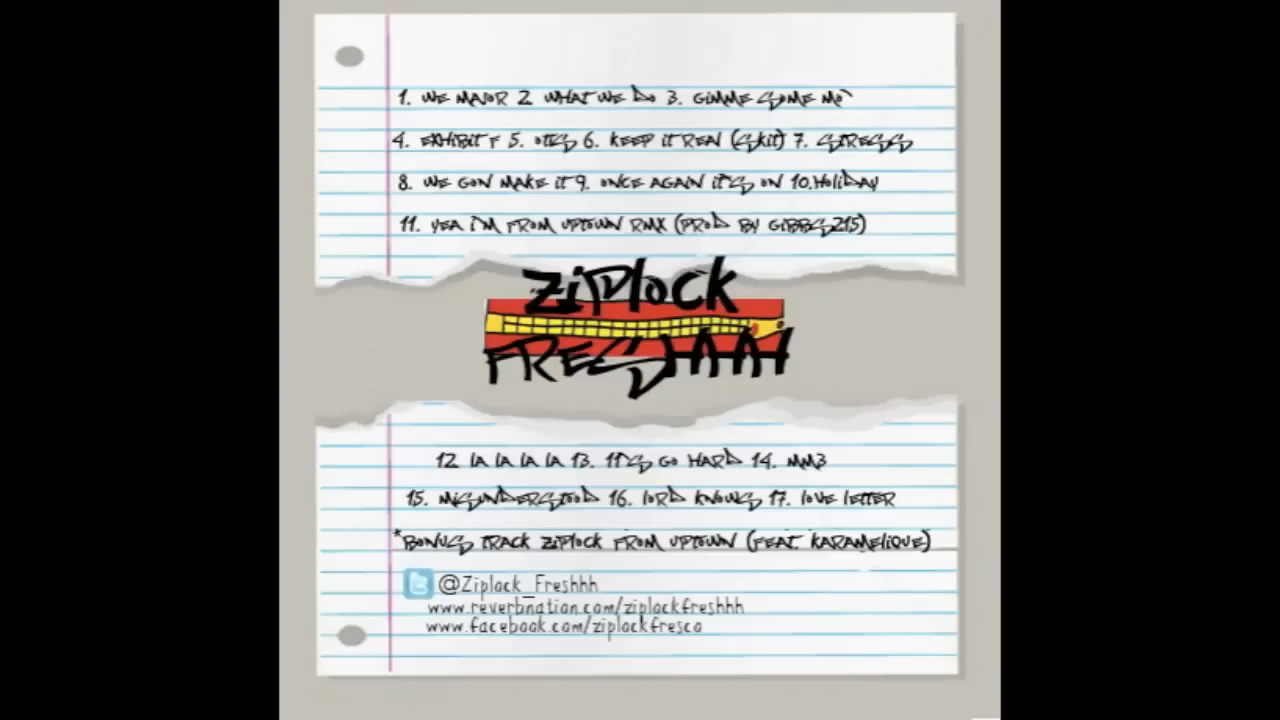 1. WE MAJOR 2. WHAT WE DO 3. GIMME SOME MO'
4. EXHIBIT F 5. OTIS 6. KEEP IT REAL (SKIT) 7. STRESS
8. WE GON MAKE IT 9. ONCE AGAIN IT'S ON 10.HOLIDAY
11. YEA I'M FROM UPTOWN RMX (PROD BY GIBBS215)
ZIPLOCK
FRESHHH
12. LA LA LA LA 13. IT'S GO HARD 14. MM3
15. MISUNDERSTOOD 16. LORD KNOWS 17. LOVE LETTER
*BONUS TRACK ZIPLOCK FROM UPTOWN (FEAT. KARAMELIQUE)
@Ziplock_Freshhh
www.reverbnation.com/ziplockfreshhh
www.facebook.com/ziplockfresco